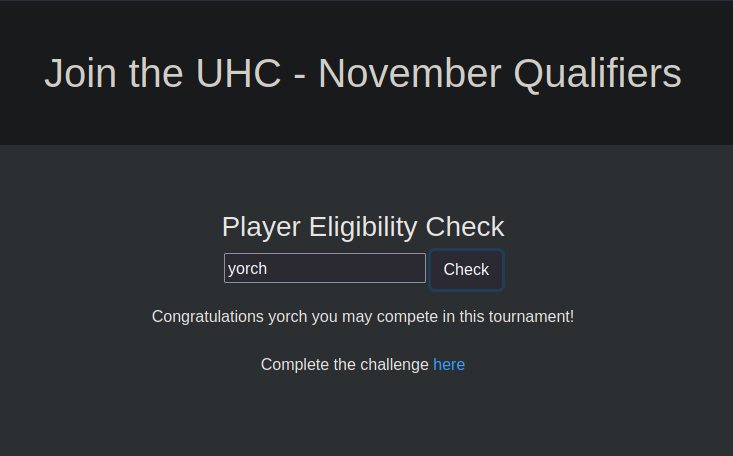 Join the UHC - November Qualifiers
Player Eligibility Check
yorch Check
Congratulations yorch you may compete in this tournament!
Complete the challenge here